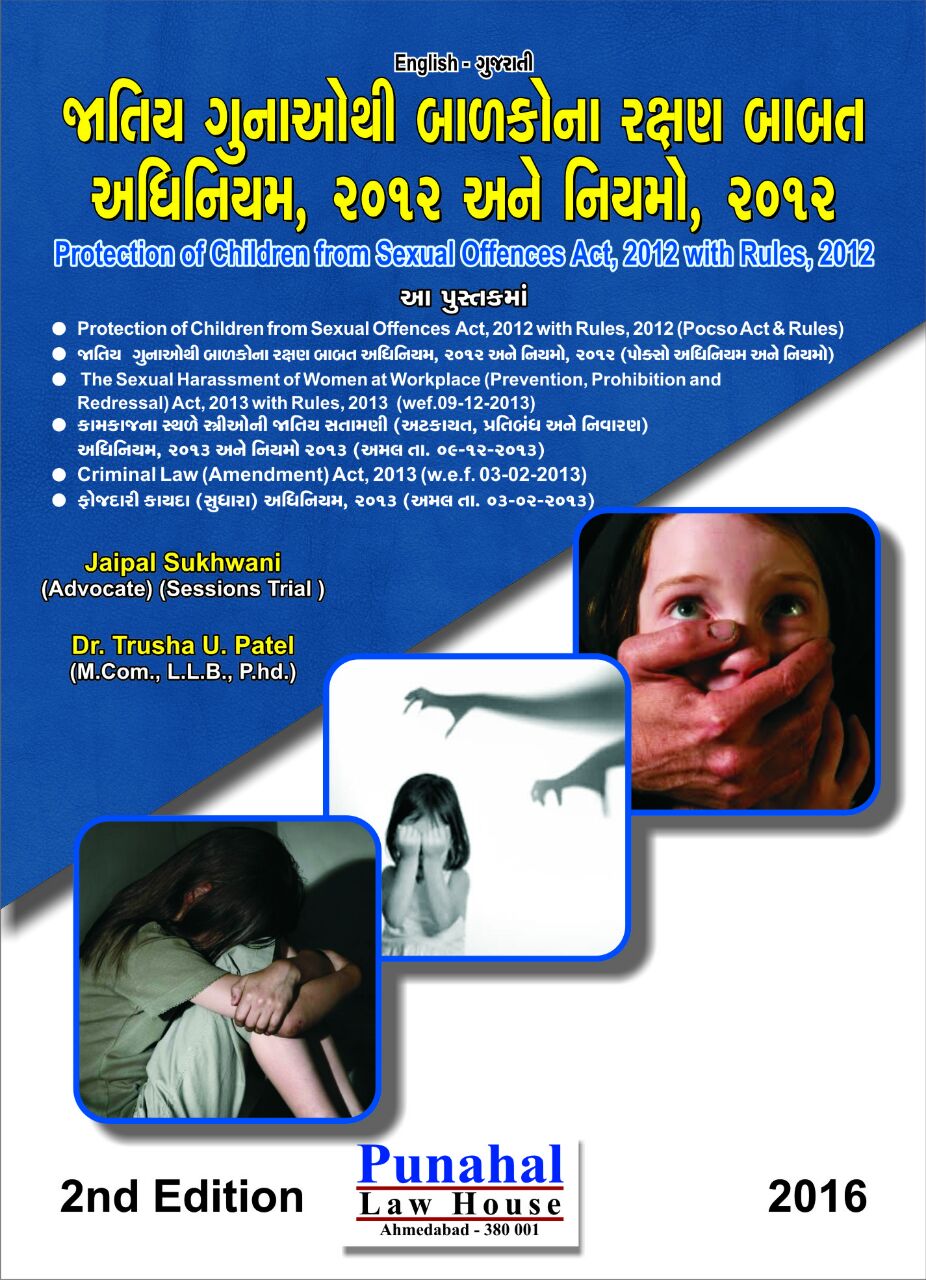 English - ગુજરાતી
જાતિય ગુનાઓથી બાળકોના રક્ષણ બાબત
અધિનિયમ, ૨૦૧૨ અને નિયમો, ૨૦૧૨
Protection of Children from Sexual Offences Act, 2012 with Rules, 2012
આ પુસ્તકમાં
● Protection of Children from Sexual Offences Act, 2012 with Rules, 2012 (Pocso Act & Rules)
● જાતિય ગુનાઓથી બાળકોના રક્ષણ બાબત અધિનિયમ, ૨૦૧૨ અને નિયમો, ૨૦૧૨ (પોક્સો અધિનિયમ અને નિયમો)
● The Sexual Harassment of Women at Workplace (Prevention, Prohibition and
Redressal) Act, 2013 with Rules, 2013 (wef.09-12-2013)
● કામકાજના સ્થળે સ્ત્રીઓની જાતિય સતામણી (અટકાયત, પ્રતિબંધ અને નિવારણ)
અધિનિયમ, ૨૦૧૩ અને નિયમો ૨૦૧૩ (અમલ તા. ૦૯-૧૨-૨૦૧૩)
● Criminal Law (Amendment) Act, 2013 (w.e.f. 03-02-2013)
● ફોજદારી કાયદા (સુધારા) અધિનિયમ, ૨૦૧૩ (અમલ તા. ૦૩-૦૨-૨૦૧૩)
Jaipal Sukhwani
(Advocate) (Sessions Trial )
Dr. Trusha U. Patel
(M.Com., L.L.B., P.hd.)
2nd Edition
Punahal
Law House
Ahmedabad - 380 001
2016